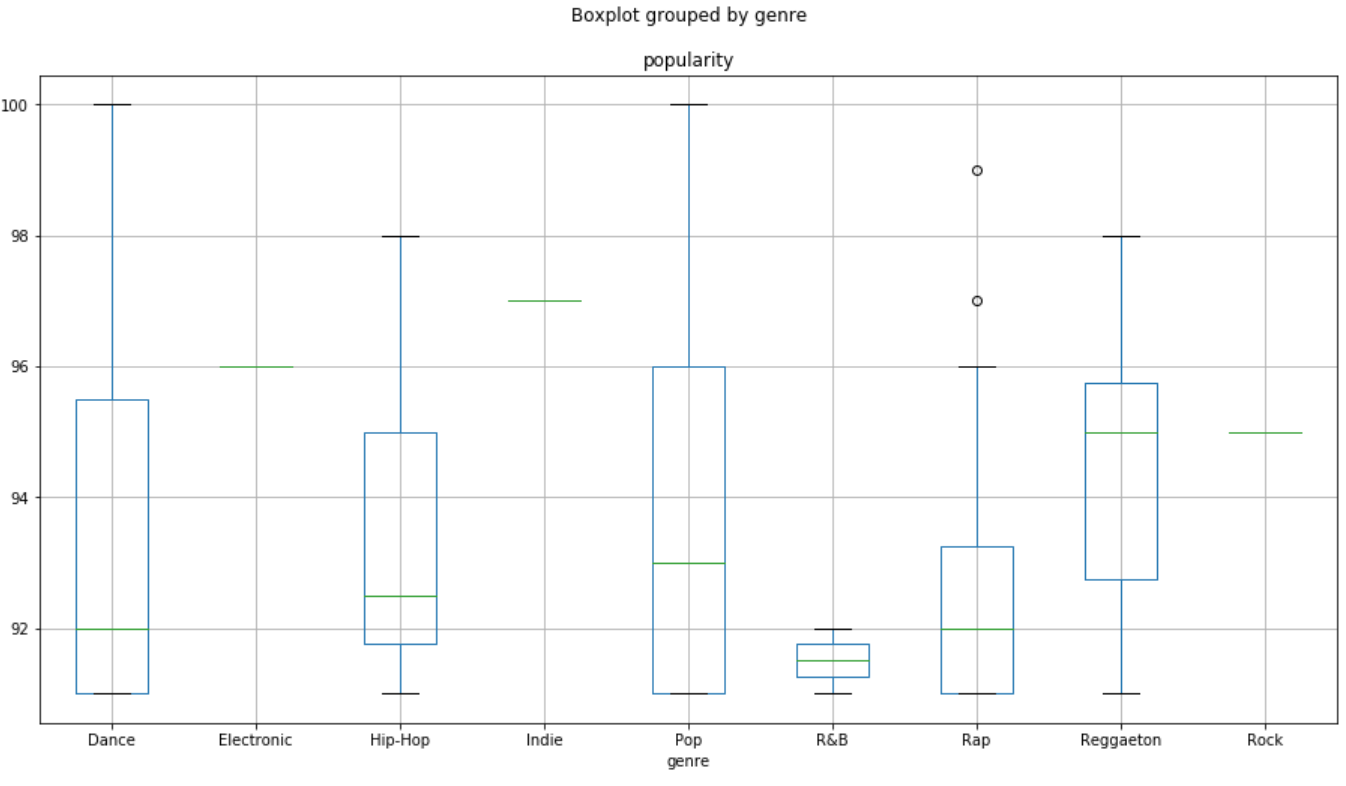 Boxplot grouped by genre
popularity
100
98
96
94
92
Dance Electronic Hip-Hop Indie Pop R&B Rap Reggaeton Rock
genre